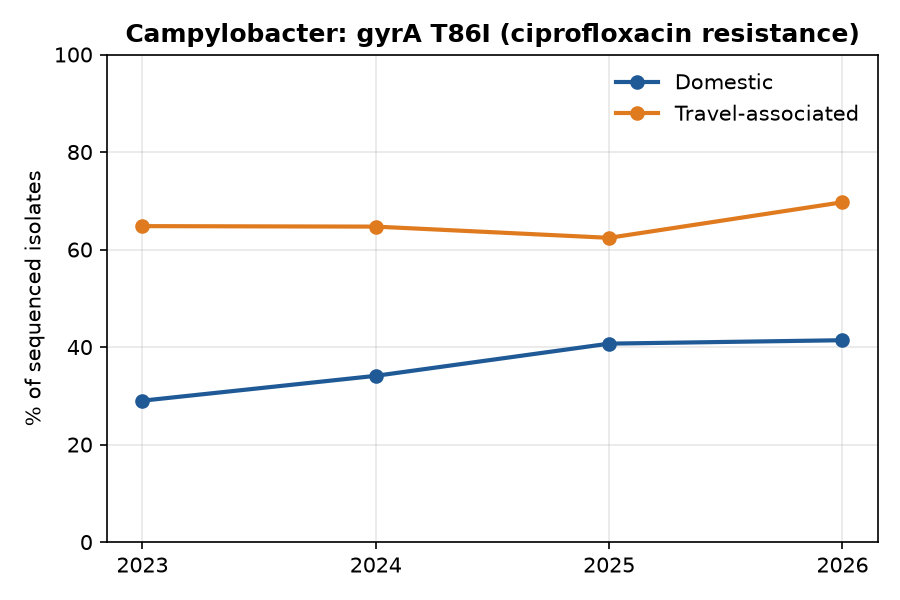 Campylobacter: gyrA T86I (ciprofloxacin resistance)
100
80
60
40
20
0
% of sequenced isolates
Domestic
Travel-associated
2023
2024
2025
2026